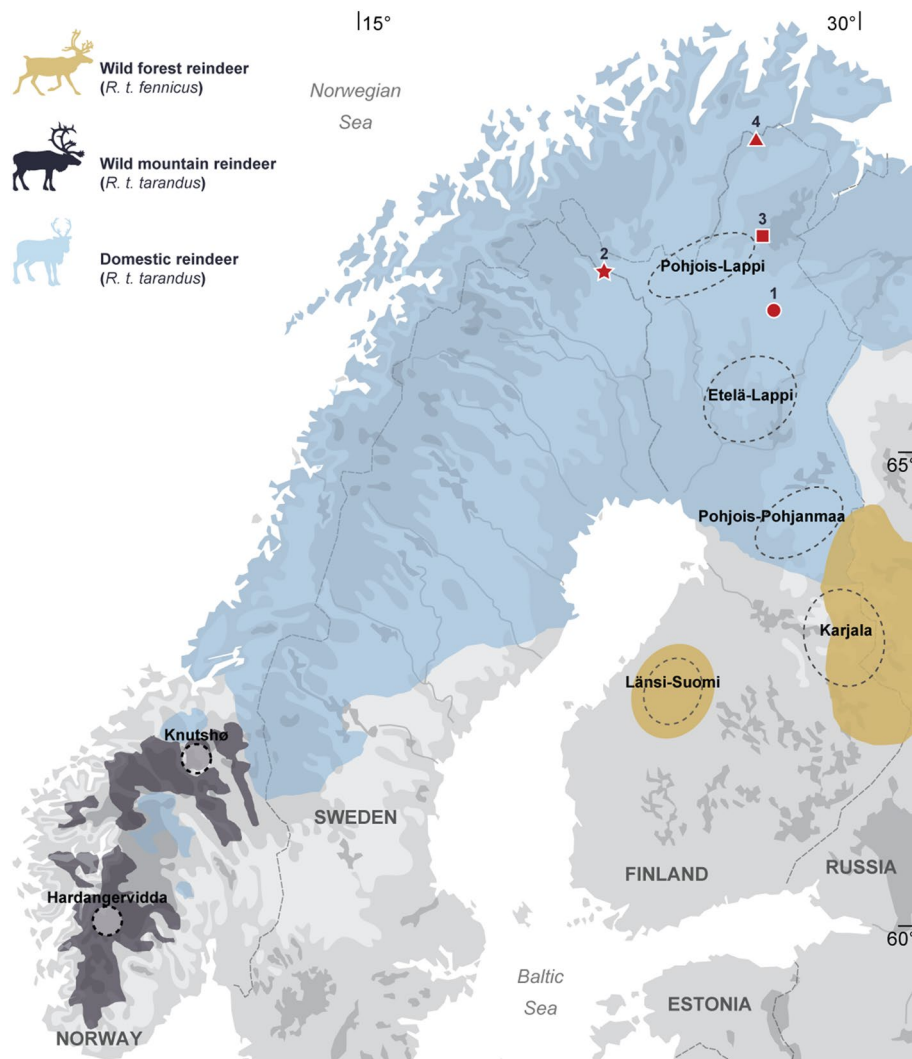 15°
30°
Wild forest reindeer
(R. t. fennicus)
Norwegian
Sea
4
Wild mountain reindeer
(R. t. tarandus)
3
2
Pohjois-Lappi
Domestic reindeer
(R. t. tarandus)
1
Etelä-Lappi
65°
Pohjois-Pohjanmaa
Karjala
Länsi-Suomi
Knutshø
SWEDEN
FINLAND
RUSSIA
Hardangervidda
60°
Baltic
Sea
ESTONIA
NORWAY